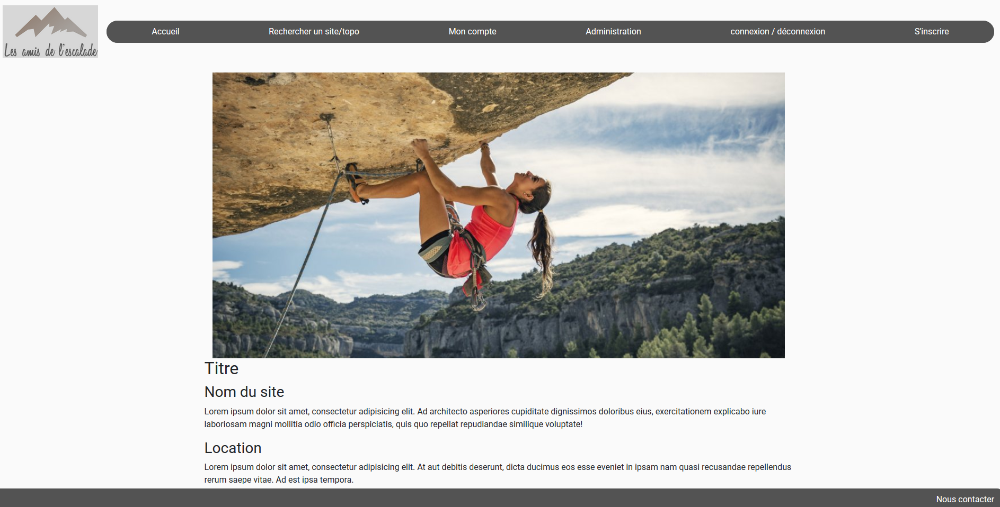 Les amis de l'escalade
Accueil
Rechercher un site/topo
Mon compte
Administration
connexion / déconnexion
S'inscrire
Titre
Nom du site
Lorem ipsum dolor sit amet, consectetur adipisicing elit. Ad architecto asperiores cupiditate dignissimos doloribus eius, exercitationem explicabo iure
laboriosam magni mollitia odio officia perspiciatis, quis quo repellat repudiandae similique voluptate!
Location
Lorem ipsum dolor sit amet, consectetur adipisicing elit. At aut debitis deserunt, dicta ducimus eos esse eveniet in ipsam nam quasi recusandae repellendus
rerum saepe vitae. Ad est ipsa tempora.
Nous contacter